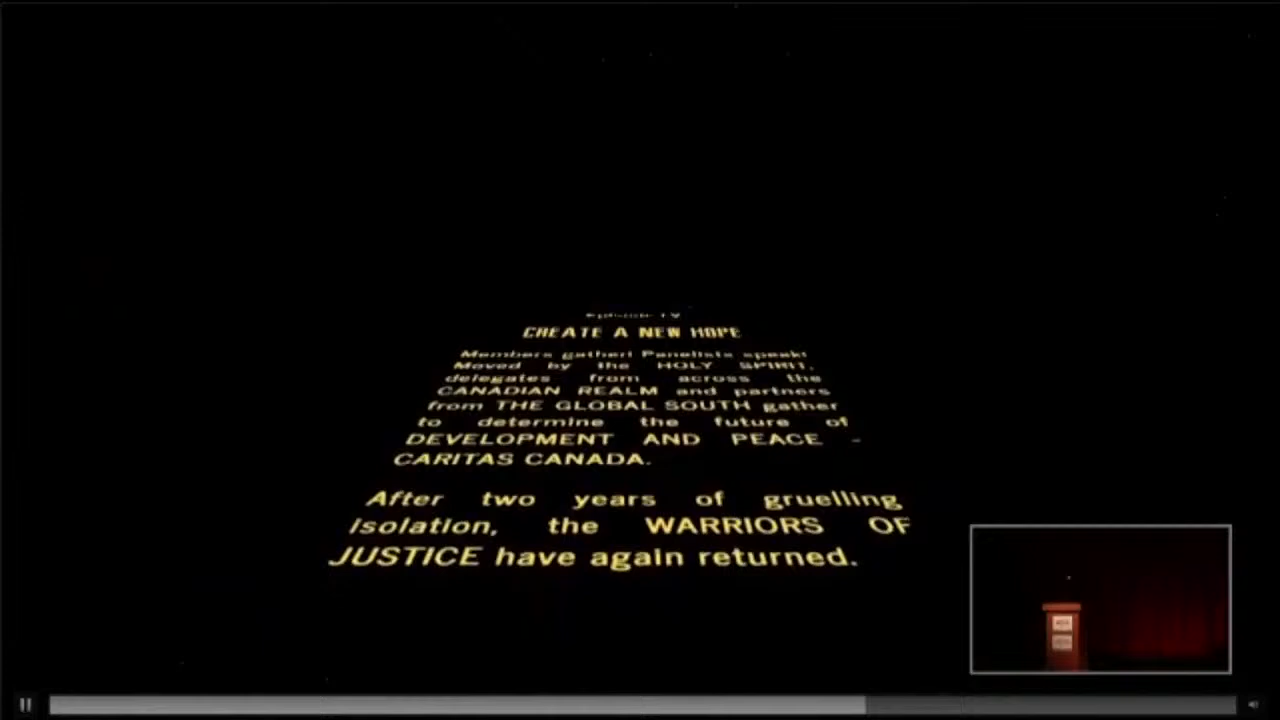 Episode IV
CREATE A NEW HOPE
Members gather! Panelists speak!
Moved by the HOLY SPIRIT,
delegates from across the
CANADIAN REALM and partners
from THE GLOBAL SOUTH gather
to determine the future of
DEVELOPMENT AND PEACE -
CARITAS CANADA.
After two years of gruelling
isolation, the WARRIORS OF
JUSTICE have again returned.